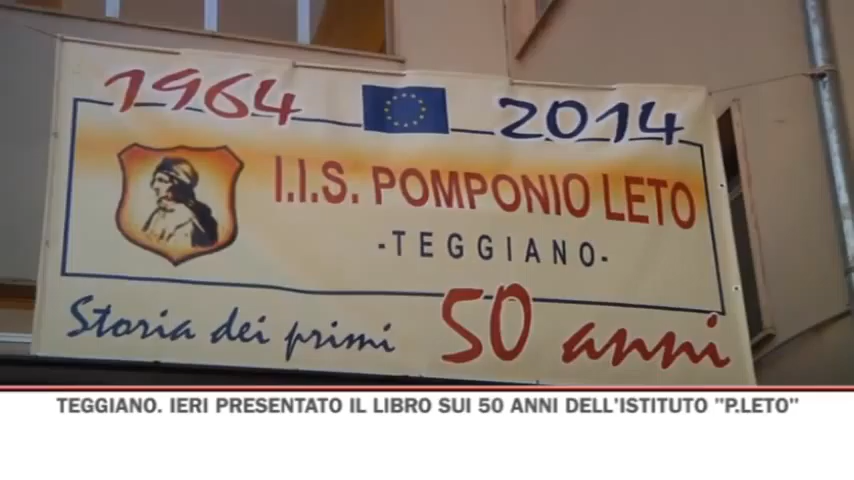 1964 2014
I.I.S. POMPONIO LETO
-TEGGIANO-
Storia dei primi 50 anni
TEGGIANO. IERI PRESENTATO IL LIBRO SUI 50 ANNI DELL'ISTITUTO "P.LETO"